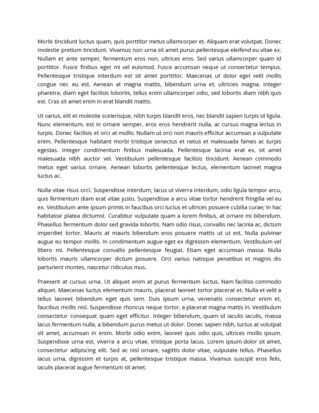 Morbi tincidunt luctus quam, quis porttitor metus ullamcorper et. Aliquam erat volutpat. Donec
molestie pretium tincidunt. Vivamus non urna sit amet purus pellentesque eleifend eu vitae ex.
Nullam et ante semper, fermentum eros non, ultrices eros. Sed varius ullamcorper quam id
porttitor. Fusce finibus eget mi vel euismod. Fusce accumsan neque ut consectetur tempus.
Pellentesque tristique interdum est sit amet porttitor. Maecenas ut dolor eget velit mollis
congue nec eu est. Aenean at magna mattis, bibendum urna et, ultricies magna. Integer
pharetra, diam eget facilisis lobortis, tellus enim ullamcorper odio, sed lobortis diam nibh quis
est. Cras sit amet enim in erat blandit mattis.
Ut varius, elit et molestie scelerisque, nibh turpis blandit eros, nec blandit sapien turpis id ligula.
Nunc elementum, est in ornare semper, eros eros hendrerit nulla, ac cursus magna lectus in
turpis. Donec facilisis et orci at mollis. Nullam ut orci non mauris efficitur accumsan a vulputate
enim. Pellentesque habitant morbi tristique senectus et netus et malesuada fames ac turpis
egestas. Integer condimentum finibus malesuada. Pellentesque lacinia erat ex, sit amet
malesuada nibh auctor vel. Vestibulum pellentesque facilisis tincidunt. Aenean commodo
metus eget varius ornare. Aenean lobortis pellentesque lectus, elementum laoreet magna
luctus ac.
Nulla vitae risus orci. Suspendisse interdum, lacus ut viverra interdum, odio ligula tempor arcu,
quis fermentum diam erat vitae justo. Suspendisse a arcu vitae tortor hendrerit fringilla vel eu
ex. Vestibulum ante ipsum primis in faucibus orci luctus et ultrices posuere cubilia curae; In hac
habitasse platea dictumst. Curabitur vulputate quam a lorem finibus, at ornare mi bibendum.
Phasellus fermentum dolor sed gravida lobortis. Nam odio risus, convallis nec lacinia ac, dictum
imperdiet tortor. Mauris at mauris bibendum eros posuere mattis ut ut est. Nulla pulvinar
augue eu tempor mollis. In condimentum augue eget ex dignissim elementum. Vestibulum vel
libero mi. Pellentesque convallis pellentesque feugiat. Etiam eget accumsan massa. Nulla
lobortis mauris ullamcorper dictum posuere. Orci varius natoque penatibus et magnis dis
parturient montes, nascetur ridiculus mus.
Praesent at cursus urna. Ut aliquet enim at purus fermentum luctus. Nam facilisis commodo
aliquet. Maecenas luctus elementum mauris, placerat laoreet tortor placerat et. Nulla et velit a
tellus laoreet bibendum eget quis sem. Duis ipsum urna, venenatis consectetur enim et,
faucibus mollis nisl. Suspendisse rhoncus neque tortor, a placerat magna mattis in. Vestibulum
consectetur consequat quam eget efficitur. Integer bibendum, quam id iaculis iaculis, massa
lacus fermentum nulla, a bibendum purus metus ut dolor. Donec sapien nibh, luctus at volutpat
sit amet, accumsan in enim. Morbi odio enim, laoreet quis odio quis, ultrices mollis ipsum.
Suspendisse urna est, viverra a arcu vitae, tristique porta lacus. Lorem ipsum dolor sit amet,
consectetur adipiscing elit. Sed ac nisl ornare, sagittis dolor vitae, vulputate tellus. Phasellus
lacus urna, dignissim et turpis at, pellentesque tristique massa. Vivamus suscipit eros felis,
iaculis placerat augue fermentum sit amet.